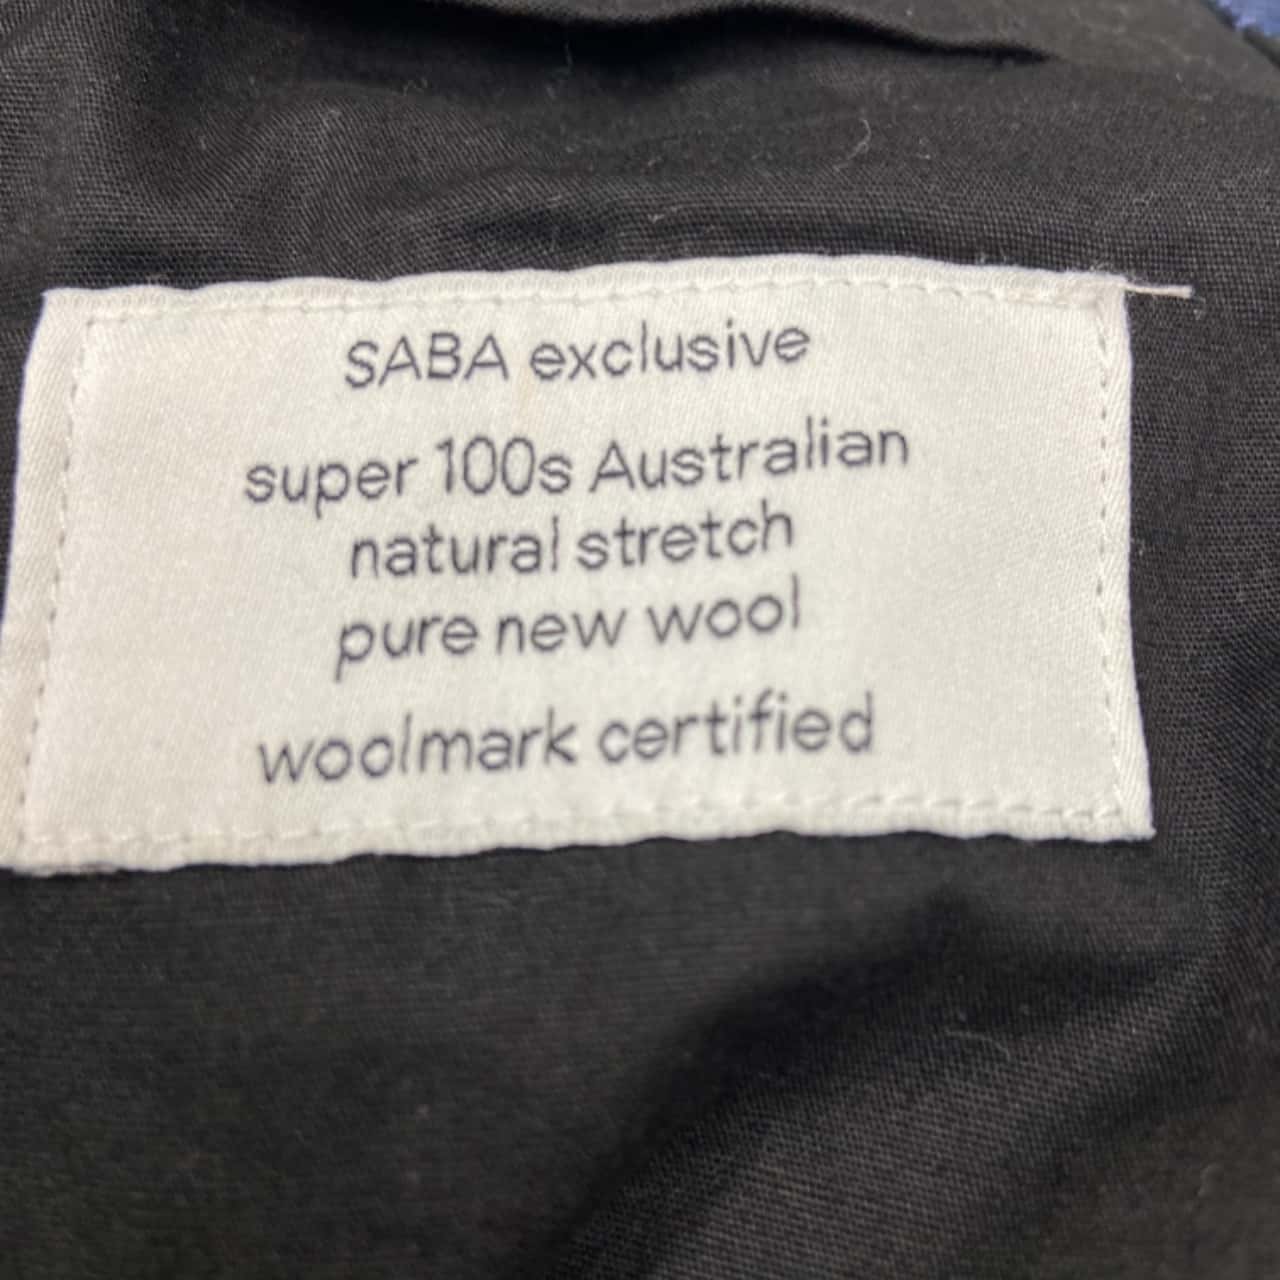 SABA exclusive
super 100s Australian
natural stretch
pure new wool
woolmark certified